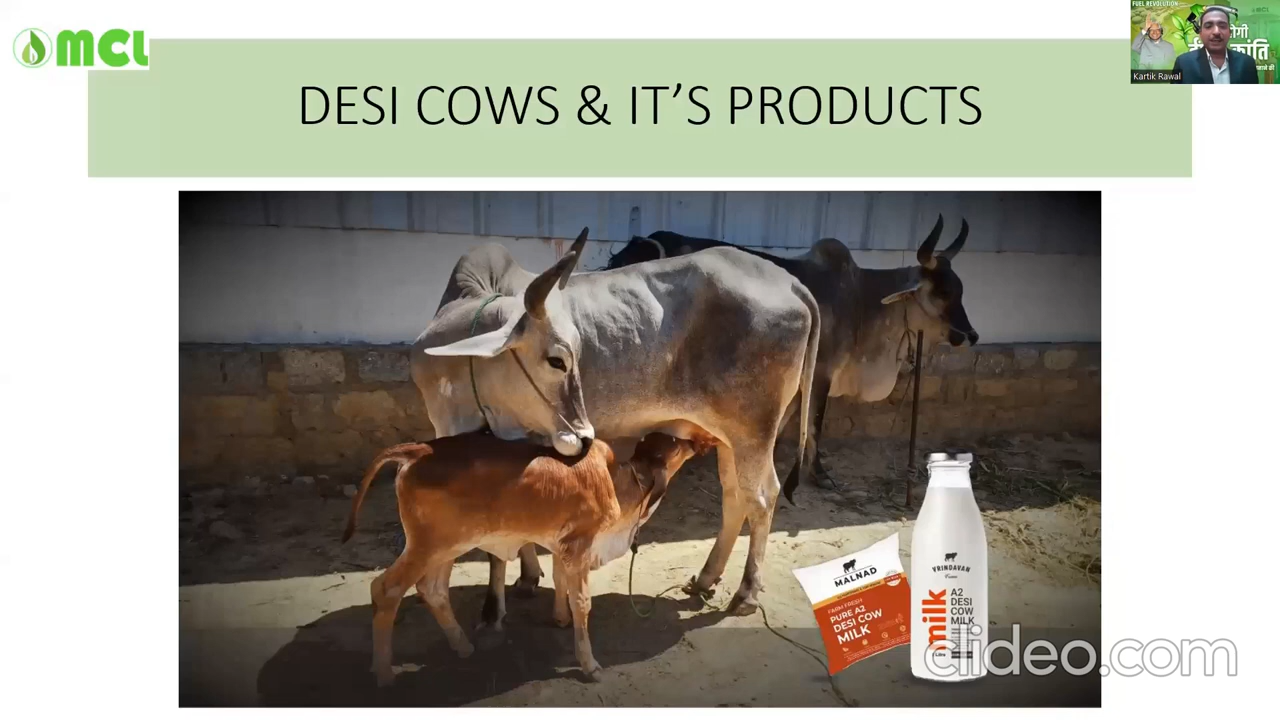 MCL
DESI COWS & IT’S PRODUCTS
FUEL REVOLUTION
MCL
Kartik Rawal
MALNAD
FARM FRESH
PURE A2
DESI COW
MILK
VRINDAVAN
milk
A2
DESI
COW
MILK
clideo.com